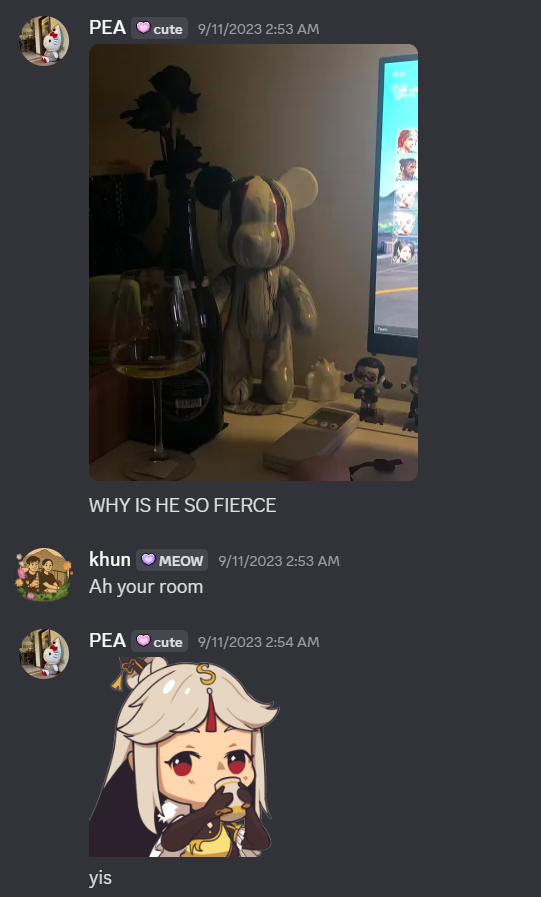 PEA cute 9/11/2023 2:53 AM
WHY IS HE SO FIERCE
khun MEOW 9/11/2023 2:53 AM
Ah your room
PEA cute 9/11/2023 2:54 AM
yis